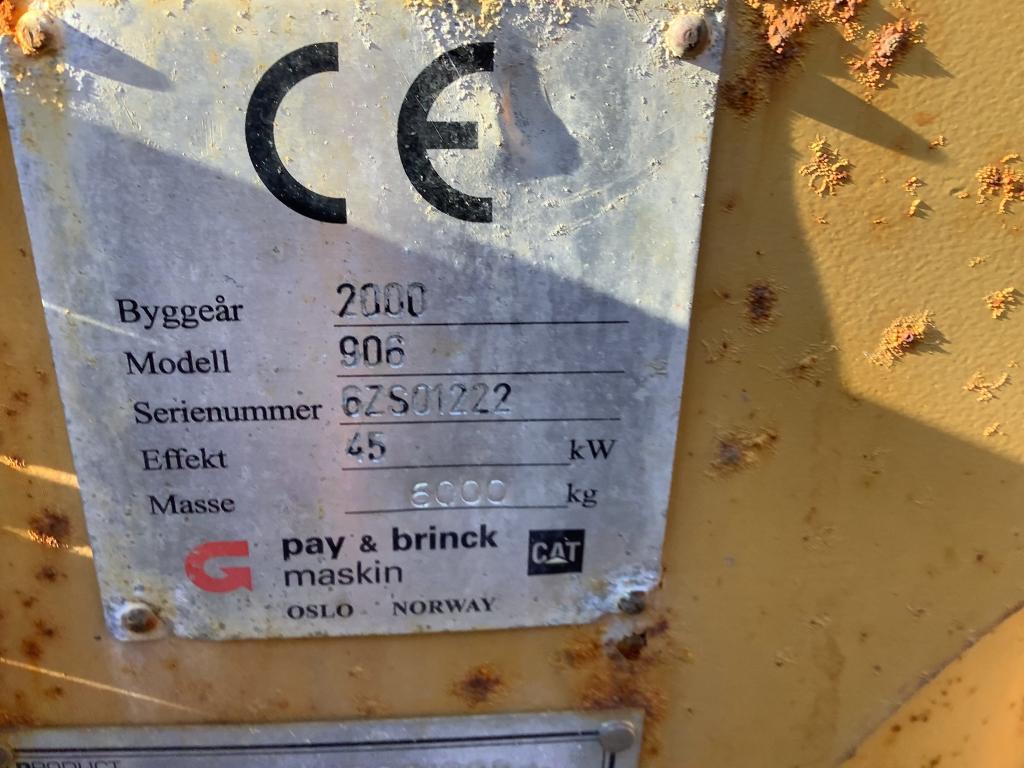 CE
Byggeår 2000
Modell 906
Serienummer 6ZS01222
Effekt 45 kW
Masse 6000 kg
pay & brinck
maskin
CAT
OSLO NORWAY
PRODUCT